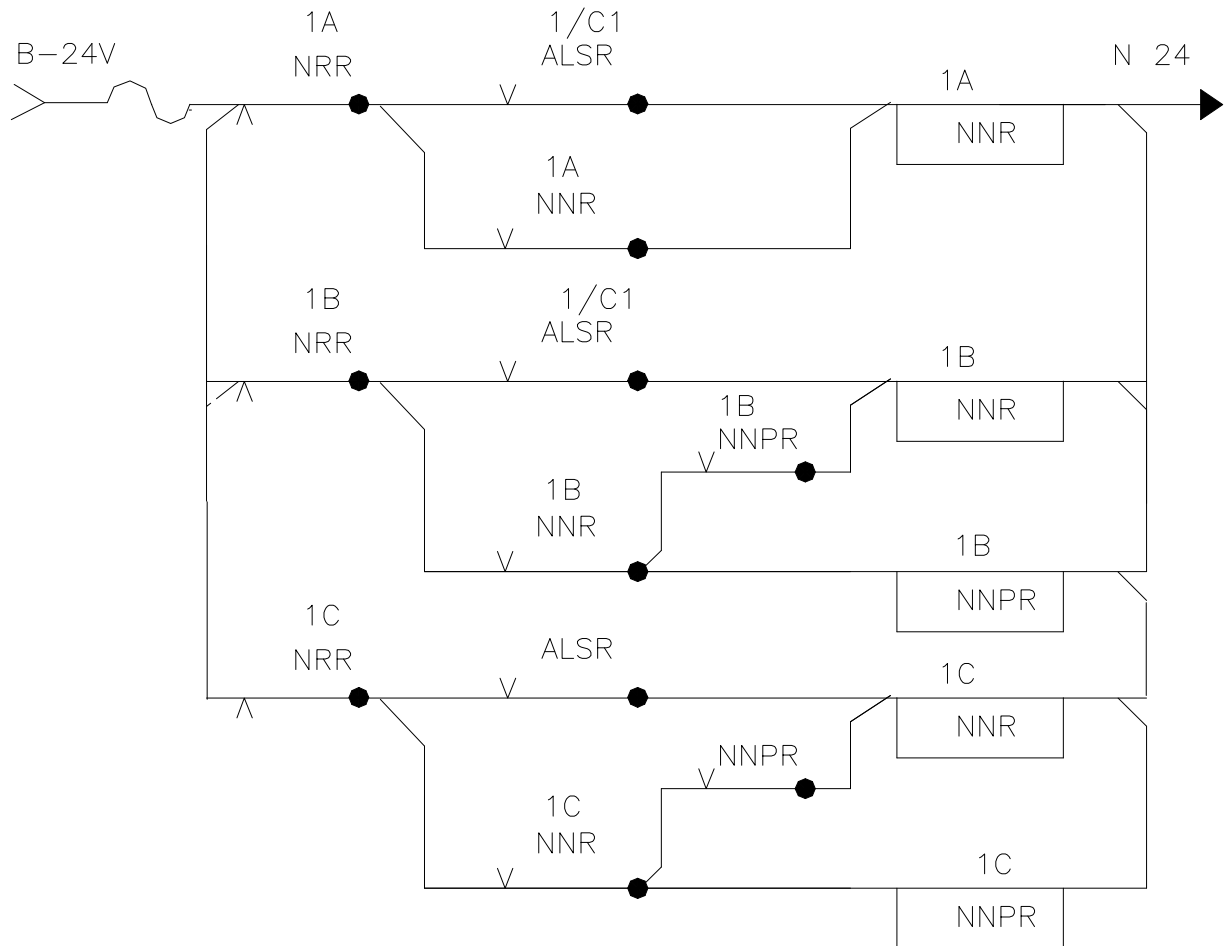 1A
1/C1
B-24V
NRR
ALSR
N 24
1A
NNR
1A
NNR
1B
1/C1
NRR
ALSR
1B
NNR
1B
NNPR
1B
NNR
1B
NNPR
1C
NRR
ALSR
1C
NNR
NNPR
1C
NNR
1C
NNPR